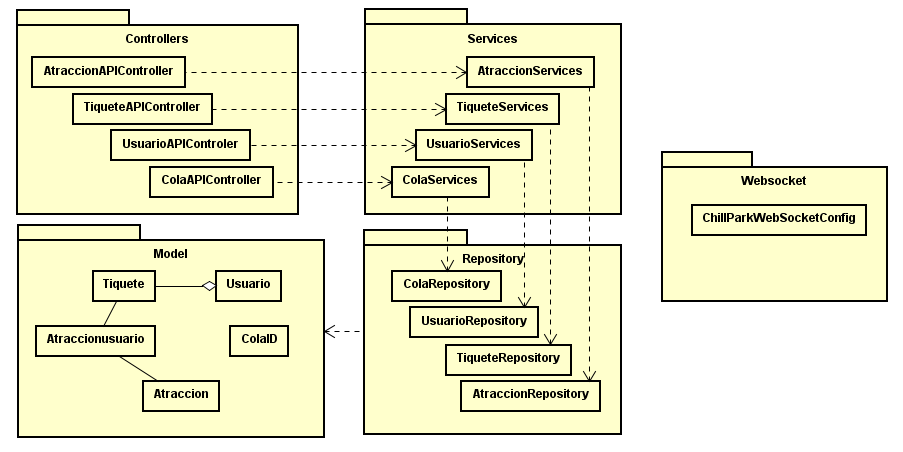 Controllers
AtraccionAPIController
TiqueteAPIController
UsuarioAPIControler
ColaAPIController
Services
AtraccionServices
TiqueteServices
UsuarioServices
ColaServices
Websocket
ChillParkWebSocketConfig
Model
Tiquete
Usuario
Atraccionusuario
ColaID
Atraccion
Repository
ColaRepository
UsuarioRepository
TiqueteRepository
AtraccionRepository